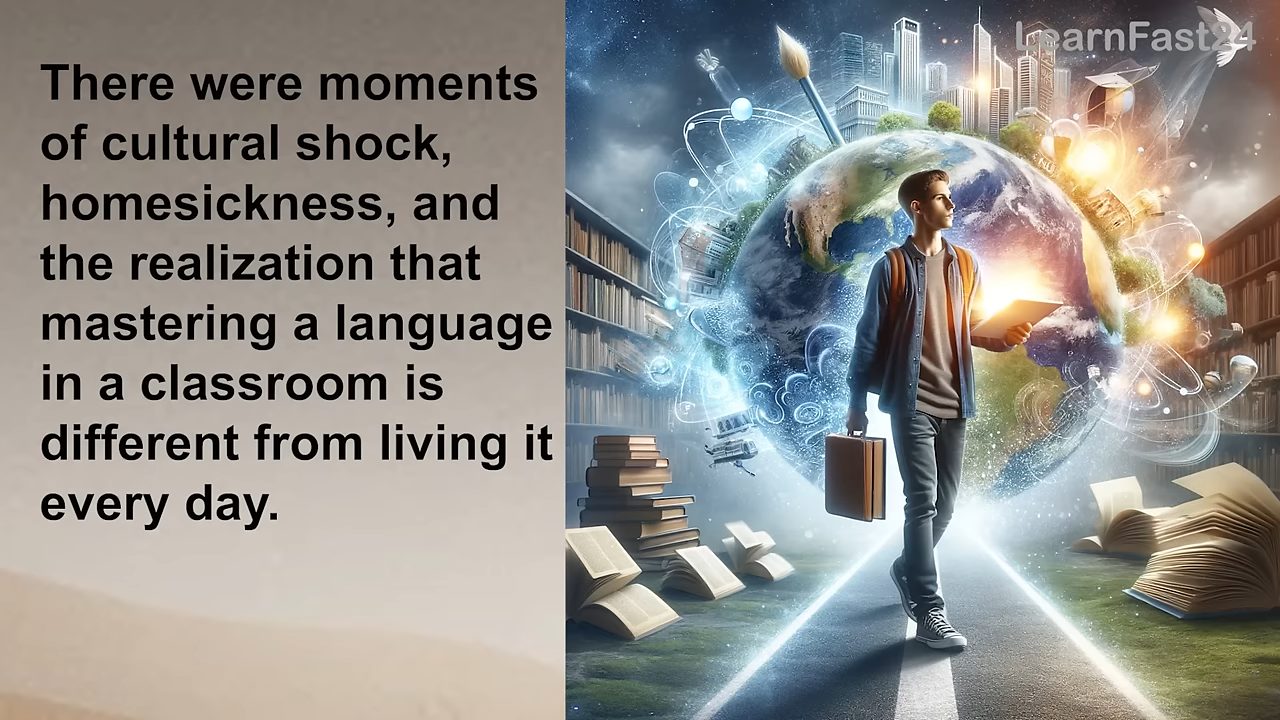 There were moments
of cultural shock,
homesickness, and
the realization that
mastering a language
in a classroom is
different from living it
every day.
LearnFast24